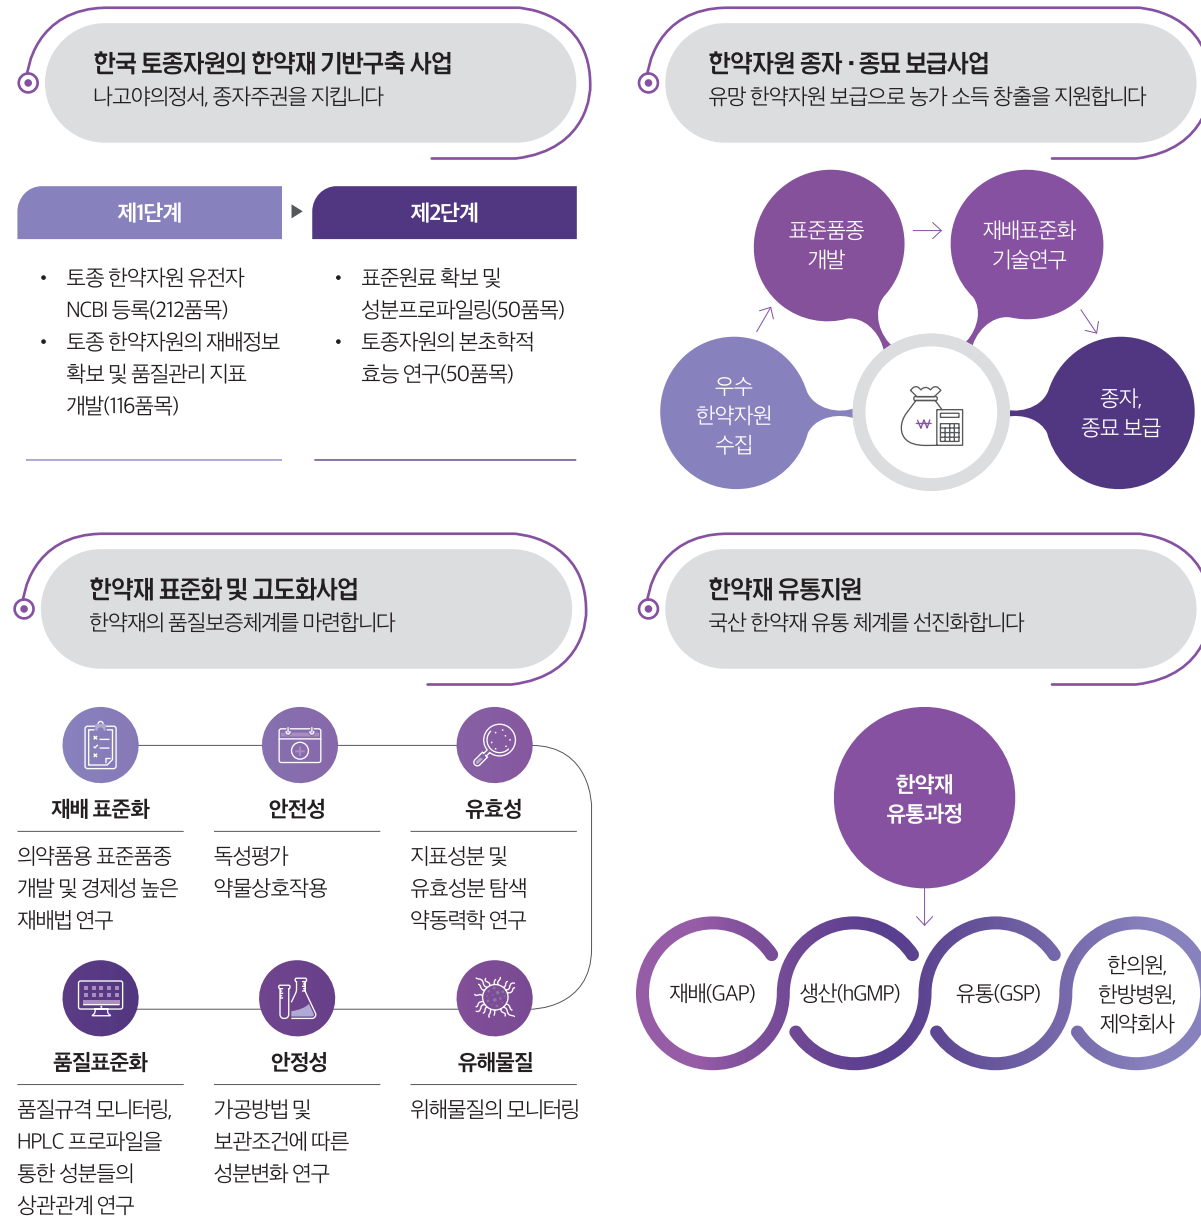 한국 토종자원의 한약재 기반구축 사업
나고야의정서, 종자주권을 지킵니다
제1단계
제2단계
• 토종 한약자원 유전자
NCBI 등록(212품목)
• 토종 한약자원의 재배정보
확보 및 품질관리 지표
개발(116품목)
• 표준원료 확보 및
성분프로파일링(50품목)
• 토종자원의 본초학적
효능 연구(50품목)
한약자원 종자 · 종묘 보급사업
유망 한약자원 보급으로 농가 소득 창출을 지원합니다
우수
한약자원
수집
표준품종
개발
재배표준화
기술연구
종자,
종묘 보급
₩
한약재 표준화 및 고도화사업
한약재의 품질보증체계를 마련합니다
재배 표준화
의약품용 표준품종
개발 및 경제성 높은
재배법 연구
안전성
독성평가
약물상호작용
유효성
지표성분 및
유효성분 탐색
약동력학 연구
품질표준화
품질규격 모니터링,
HPLC 프로파일을
통한 성분들의
상관관계 연구
안정성
가공방법 및
보관조건에 따른
성분변화 연구
유해물질
위해물질의 모니터링
한약재 유통지원
국산 한약재 유통 체계를 선진화합니다
한약재
유통과정
재배(GAP)
생산(hGMP)
유통(GSP)
한의원,
한방병원,
제약회사